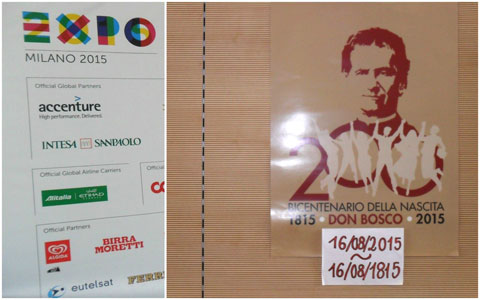 EXPO
MILANO 2015
Official Global Partners
accenture
High performance. Delivered.
INTESA SANPAOLO
Official Global Airline Carriers
Alitalia
ETIHAD
Official Partners
ALGIDA
BIRRA
MORETTI
eutelsat
200
BICENTENARIO DELLA NASCITA
1815 • DON BOSCO • 2015
16/08/2015
~
16/08/1815